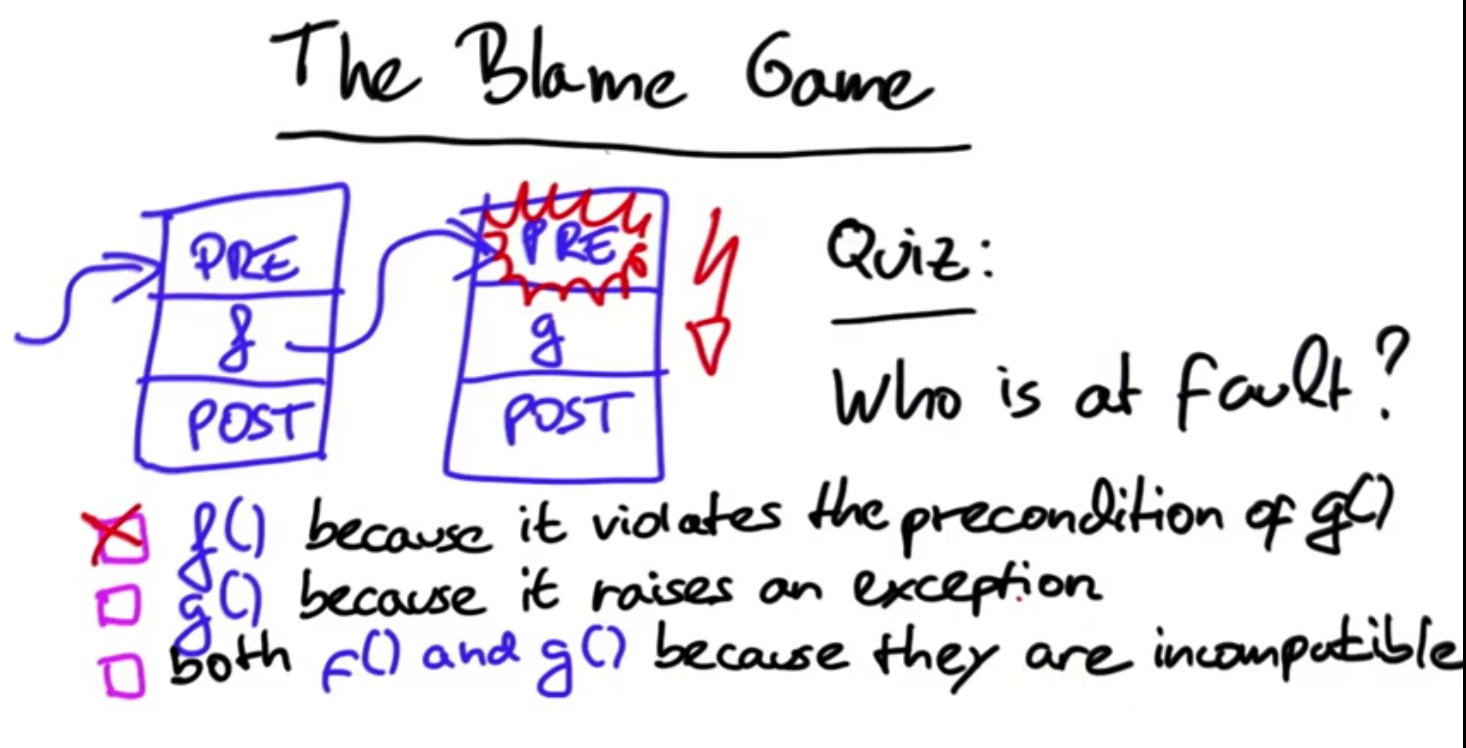 The Blame Game
PRE
f
POST
PRE
g
POST
Quiz:
Who is at fault?
f() because it violates the precondition of g()
g() because it raises an exception
both f() and g() because they are incompatible